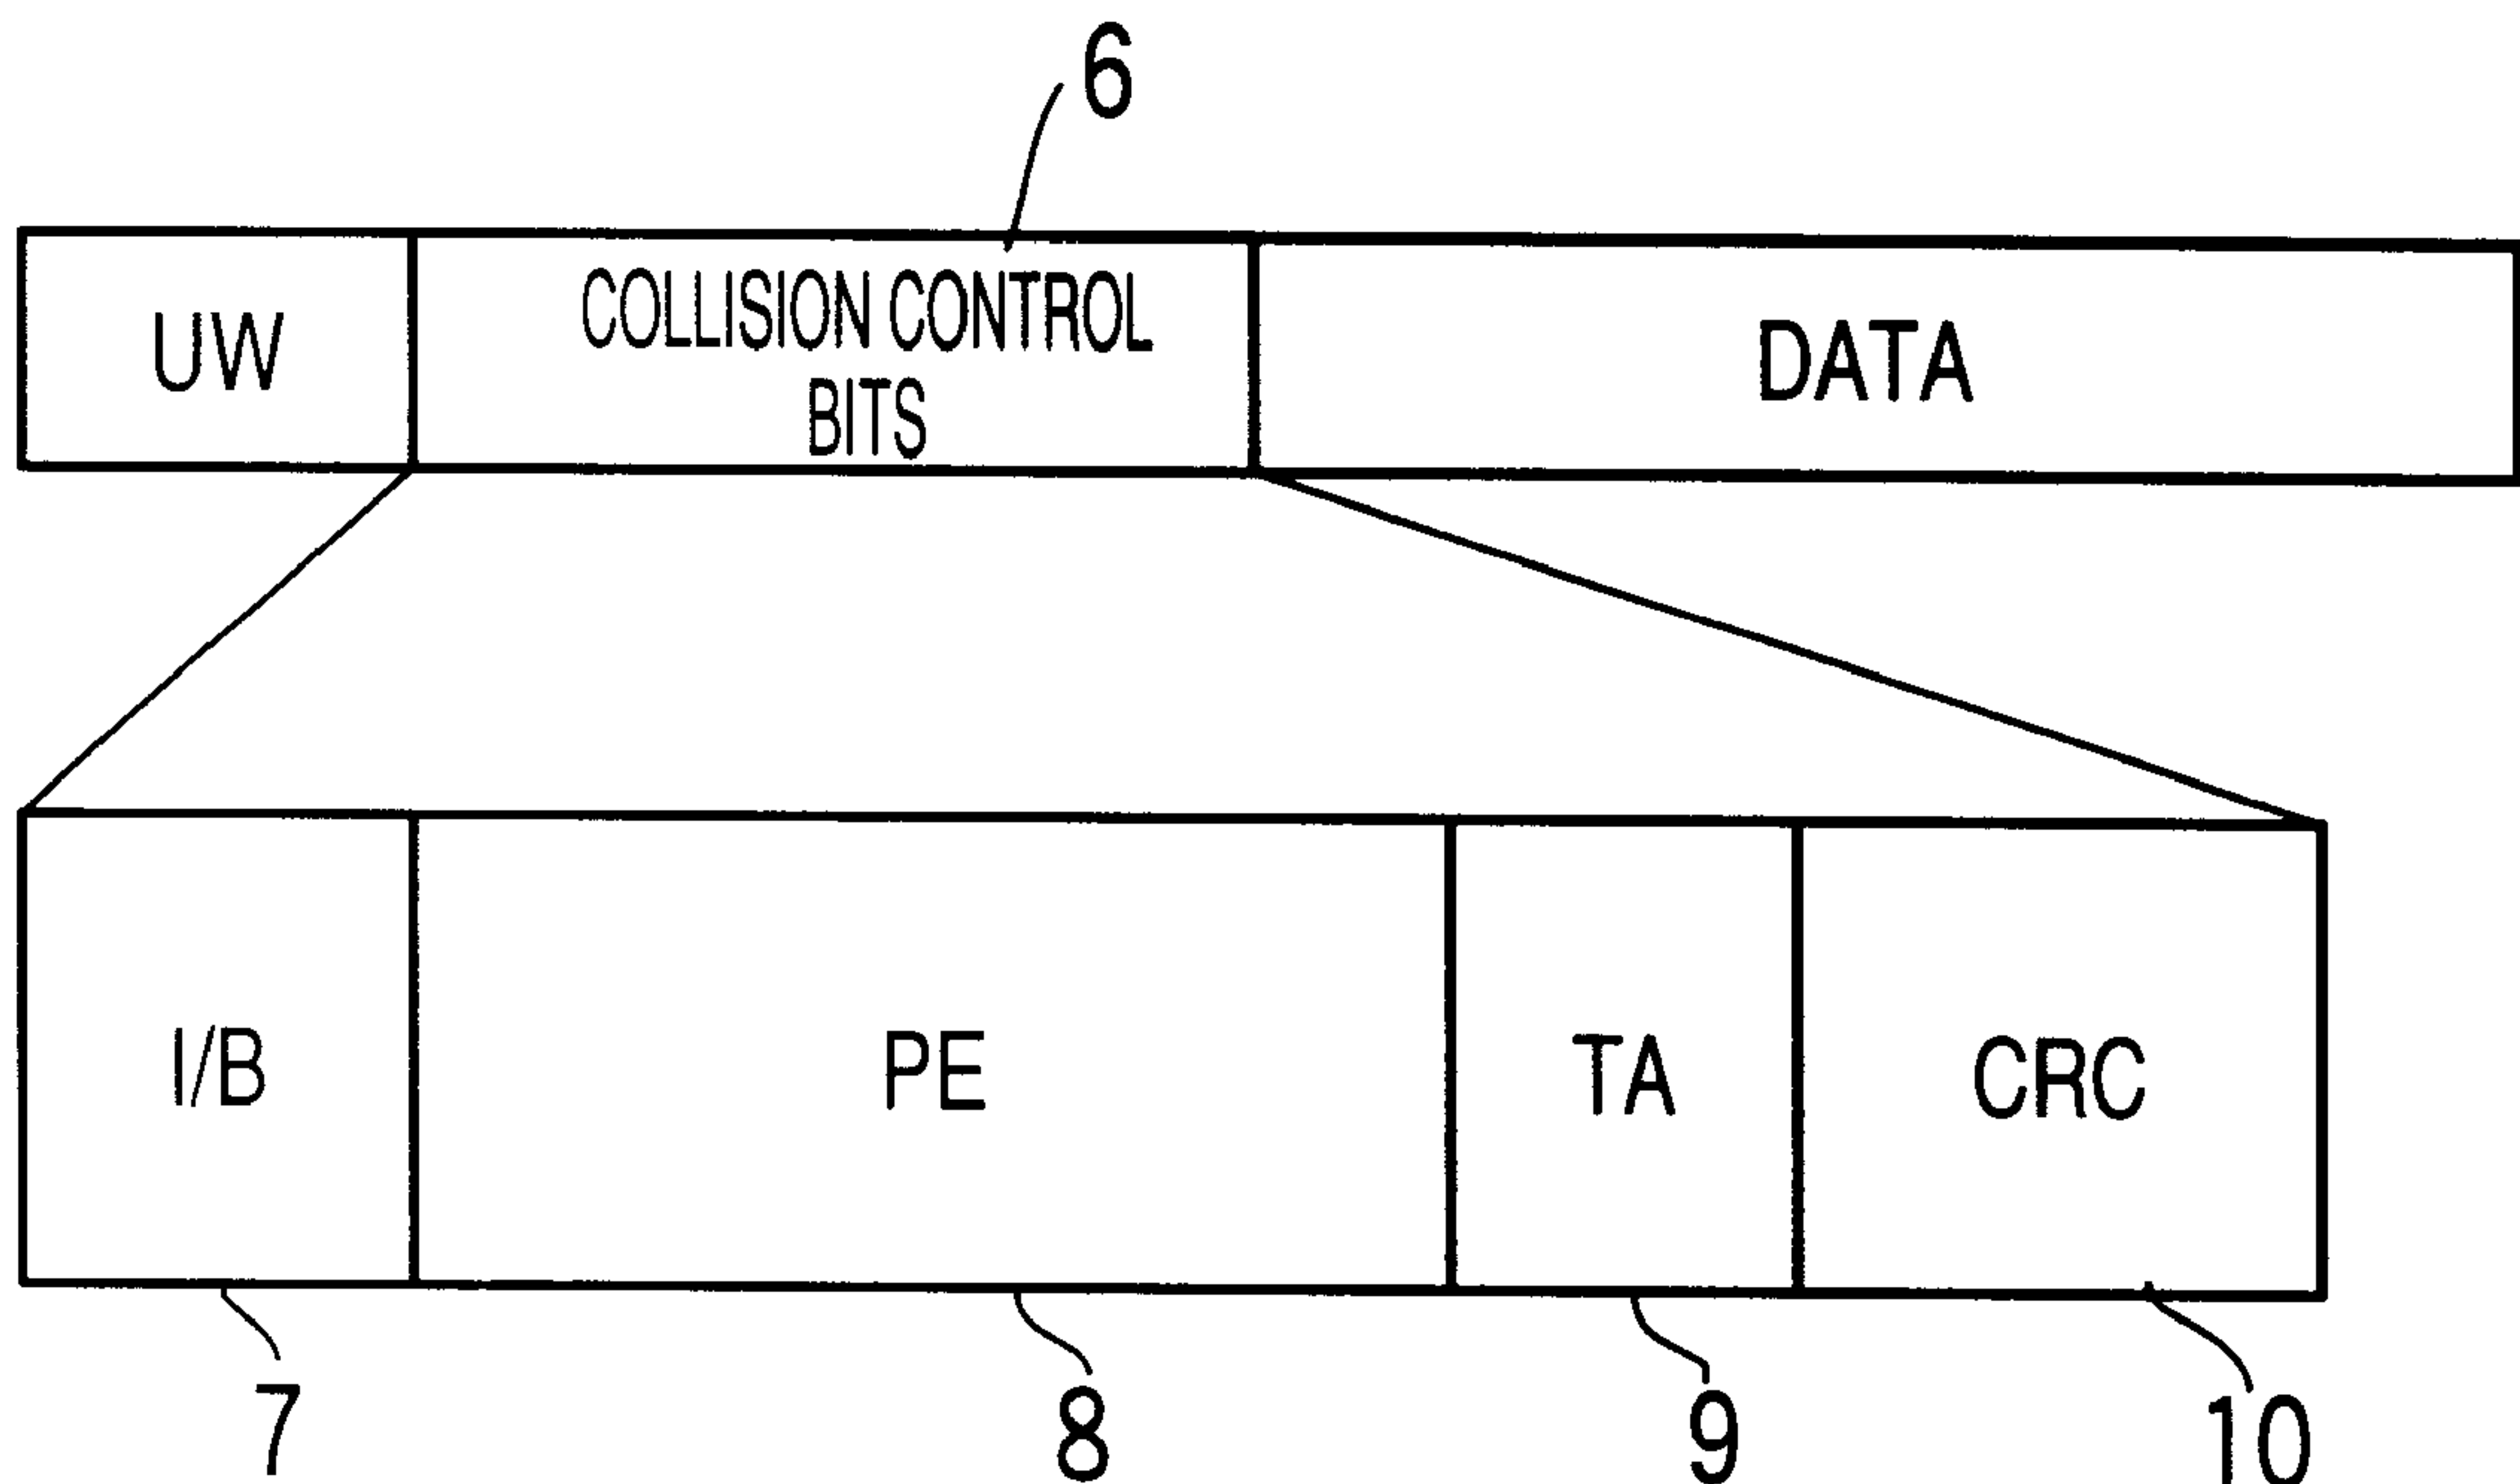 6
UW
COLLISION CONTROL
BITS
DATA
I/B
PE
TA
CRC
7
8
9
10